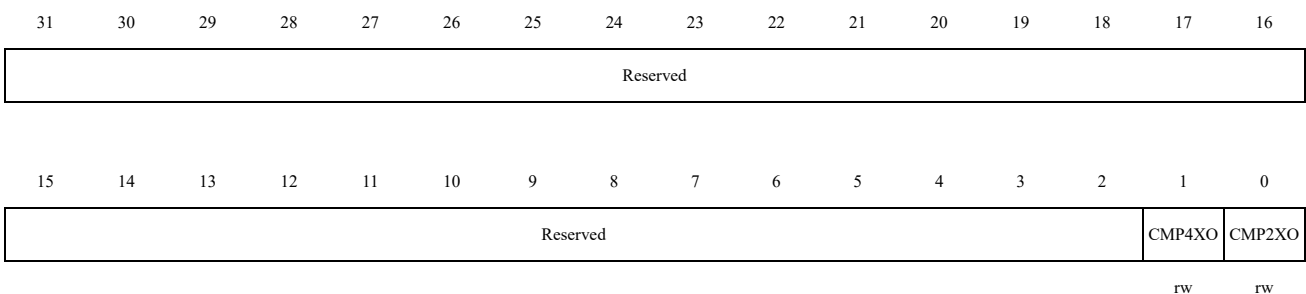 31 30 29 28 27 26 25 24 23 22 21 20 19 18 17 16
Reserved
15 14 13 12 11 10 9 8 7 6 5 4 3 2 1 0
Reserved CMP4XO CMP2XO
rw rw